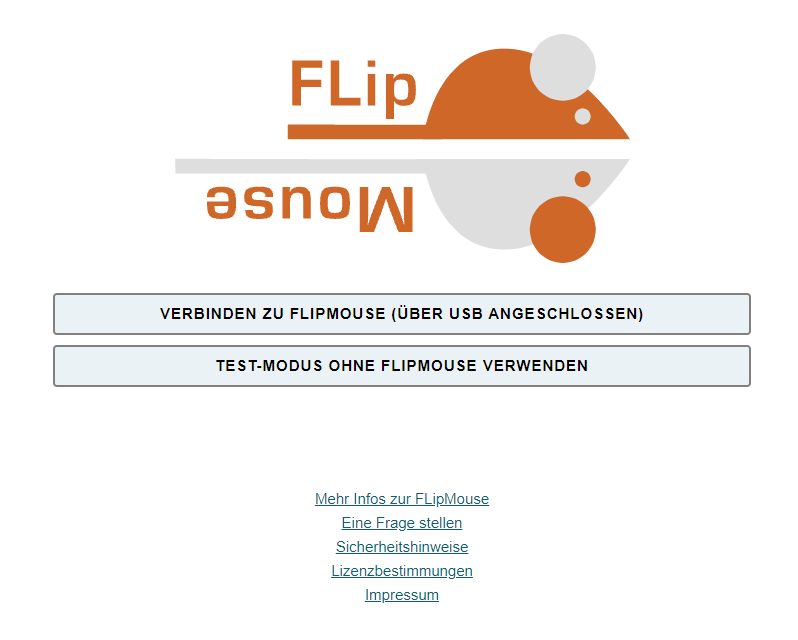 FLip
Mouse
VERBINDEN ZU FLIPMOUSE (ÜBER USB ANGESCHLOSSEN)
TEST-MODUS OHNE FLIPMOUSE VERWENDEN
Mehr Infos zur FLipMouse
Eine Frage stellen
Sicherheitshinweise
Lizenzbestimmungen
Impressum